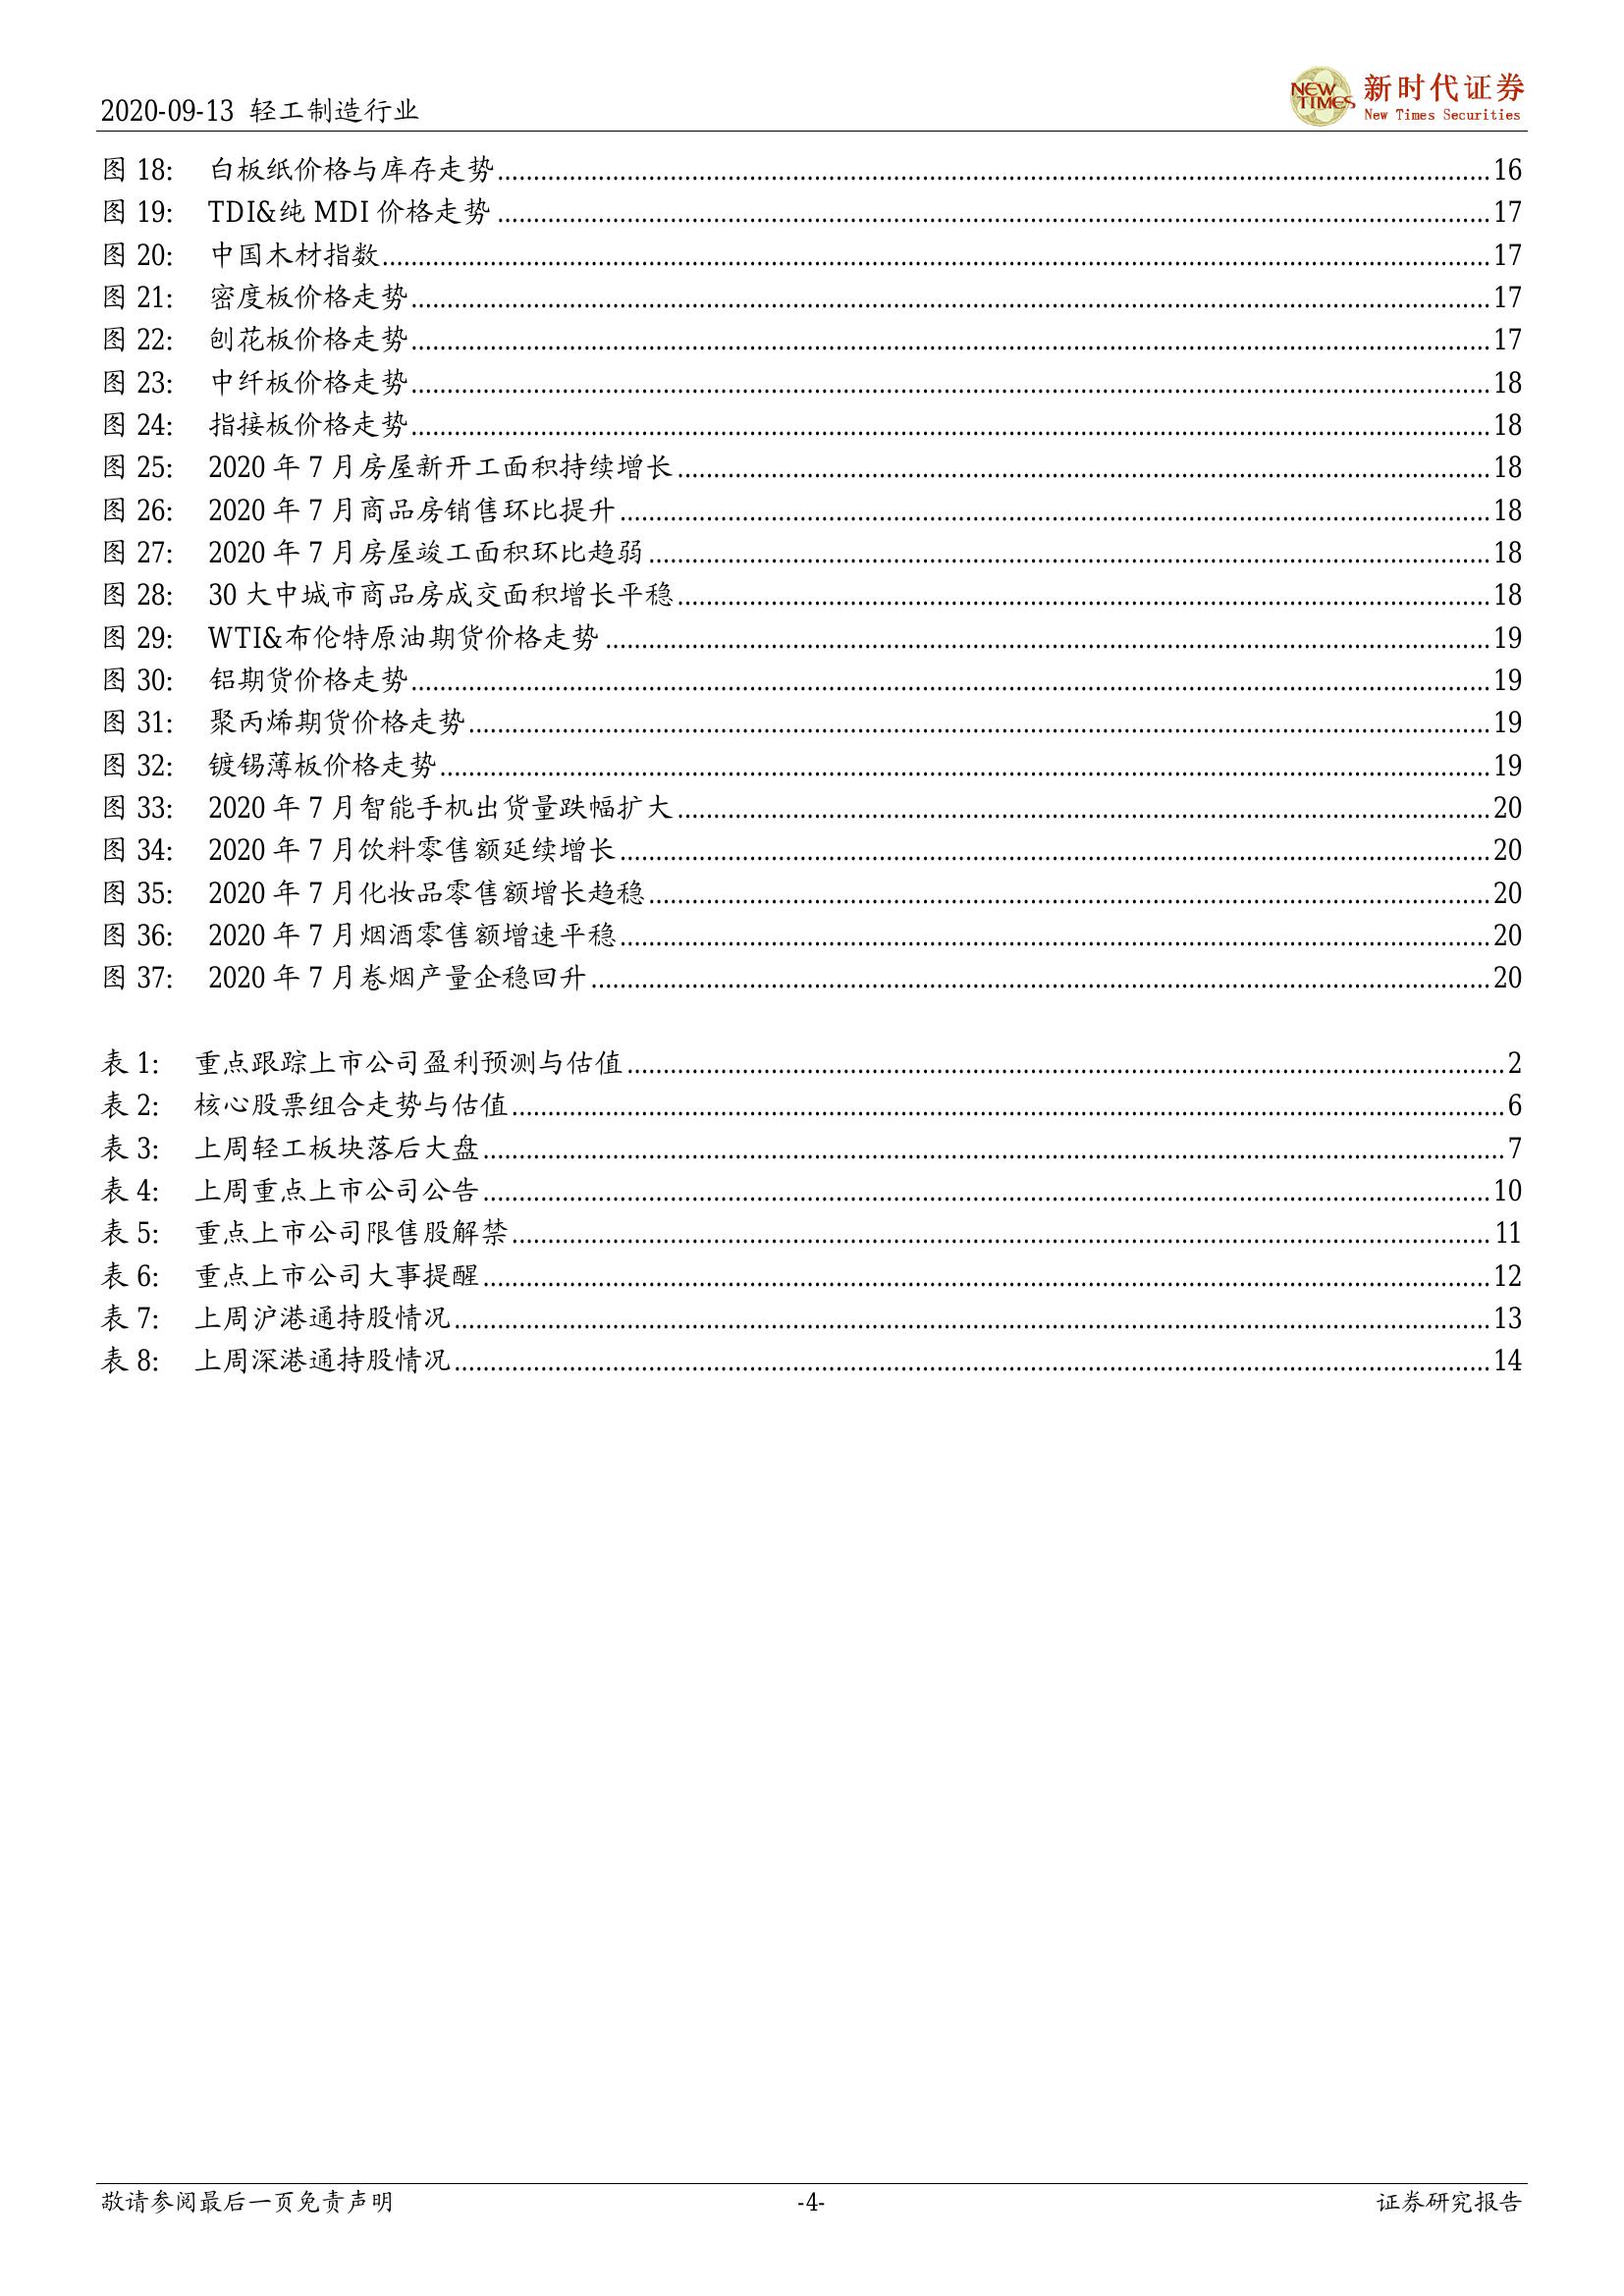 2020-09-13 轻工制造行业
NEW TIMES 新时代证券
New Times Securities
图 18: 白板纸价格与库存走势 16
图 19: TDI&纯 MDI 价格走势 17
图 20: 中国木材指数 17
图 21: 密度板价格走势 17
图 22: 刨花板价格走势 17
图 23: 中纤板价格走势 18
图 24: 指接板价格走势 18
图 25: 2020 年 7 月房屋新开工面积持续增长 18
图 26: 2020 年 7 月商品房销售环比提升 18
图 27: 2020 年 7 月房屋竣工面积环比趋弱 18
图 28: 30 大中城市商品房成交面积增长平稳 18
图 29: WTI&布伦特原油期货价格走势 19
图 30: 铝期货价格走势 19
图 31: 聚丙烯期货价格走势 19
图 32: 镀锡薄板价格走势 19
图 33: 2020 年 7 月智能手机出货量跌幅扩大 20
图 34: 2020 年 7 月饮料零售额延续增长 20
图 35: 2020 年 7 月化妆品零售额增长趋稳 20
图 36: 2020 年 7 月烟酒零售额增速平稳 20
图 37: 2020 年 7 月卷烟产量企稳回升 20
表 1: 重点跟踪上市公司盈利预测与估值 2
表 2: 核心股票组合走势与估值 6
表 3: 上周轻工板块落后大盘 7
表 4: 上周重点上市公司公告 10
表 5: 重点上市公司限售股解禁 11
表 6: 重点上市公司大事提醒 12
表 7: 上周沪港通持股情况 13
表 8: 上周深港通持股情况 14
敬请参阅最后一页免责声明 -4- 证券研究报告